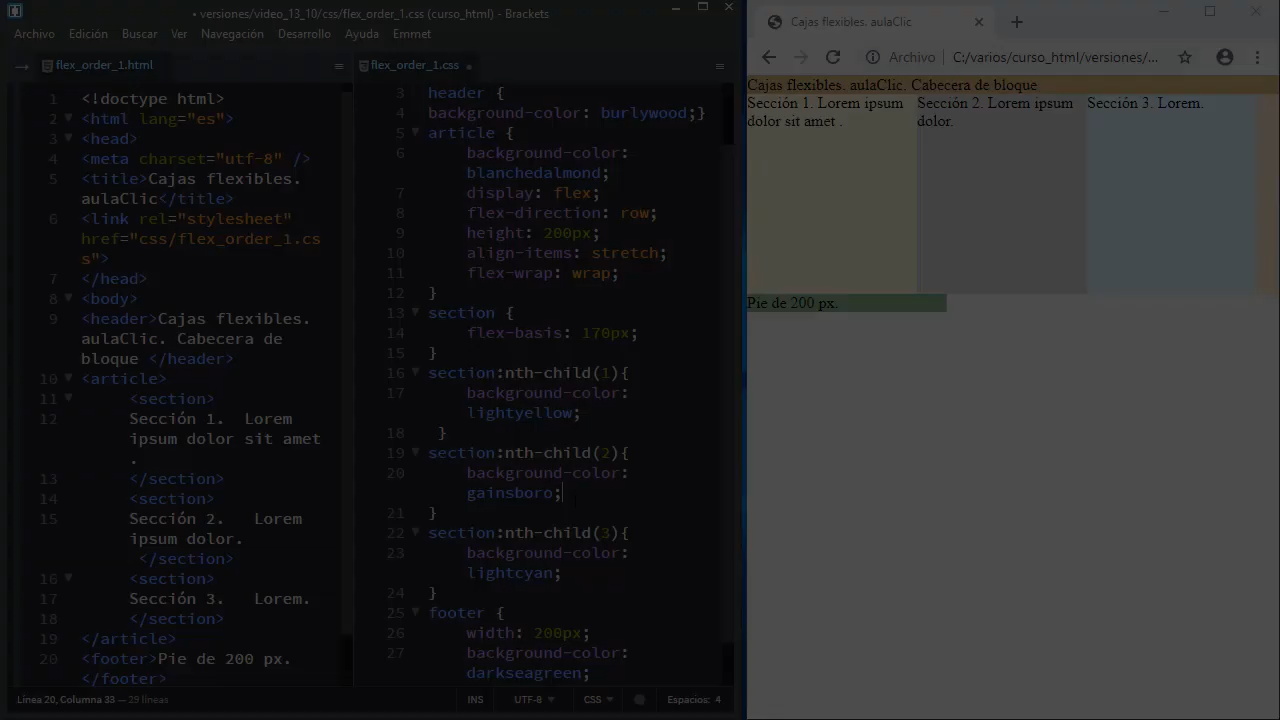 • versiones/video_13_10/css/flex_order_1.css (curso_html) - Brackets
Archivo Edición Buscar Ver Navegación Desarrollo Ayuda Emmet
flex_order_1.html
1 <!doctype html>
2 <html lang="es">
3 <head>
4 <meta charset="utf-8" />
5 <title>Cajas flexibles.
aulaClic</title>
6 <link rel="stylesheet"
href="css/flex_order_1.cs
s">
7 </head>
8 <body>
9 <header>Cajas flexibles.
aulaClic. Cabecera de
bloque </header>
10 <article>
11 <section>
12 Sección 1. Lorem
ipsum dolor sit amet
.
13 </section>
14 <section>
15 Sección 2. Lorem
ipsum dolor.
</section>
16 <section>
17 Sección 3. Lorem.
18 </section>
19 </article>
20 <footer>Pie de 200 px.
</footer>
flex_order_1.css •
3 header {
4 background-color: burlywood;}
5 article {
6 background-color:
blanchedalmond;
7 display: flex;
8 flex-direction: row;
9 height: 200px;
10 align-items: stretch;
11 flex-wrap: wrap;
12 }
13 section {
14 flex-basis: 170px;
15 }
16 section:nth-child(1){
17 background-color:
lightyellow;
18 }
19 section:nth-child(2){
20 background-color:
gainsboro;
21 }
22 section:nth-child(3){
23 background-color:
lightcyan;
24 }
25 footer {
26 width: 200px;
27 background-color:
darkseagreen;
Línea 20, Columna 33 — 29 líneas
INS UTF-8 CSS Espacios: 4
Cajas flexibles. aulaClic
Archivo C:/varios/curso_html/versiones/...
Cajas flexibles. aulaClic. Cabecera de bloque
Sección 1. Lorem ipsum
dolor sit amet .
Sección 2. Lorem ipsum
dolor.
Sección 3. Lorem.
Pie de 200 px.